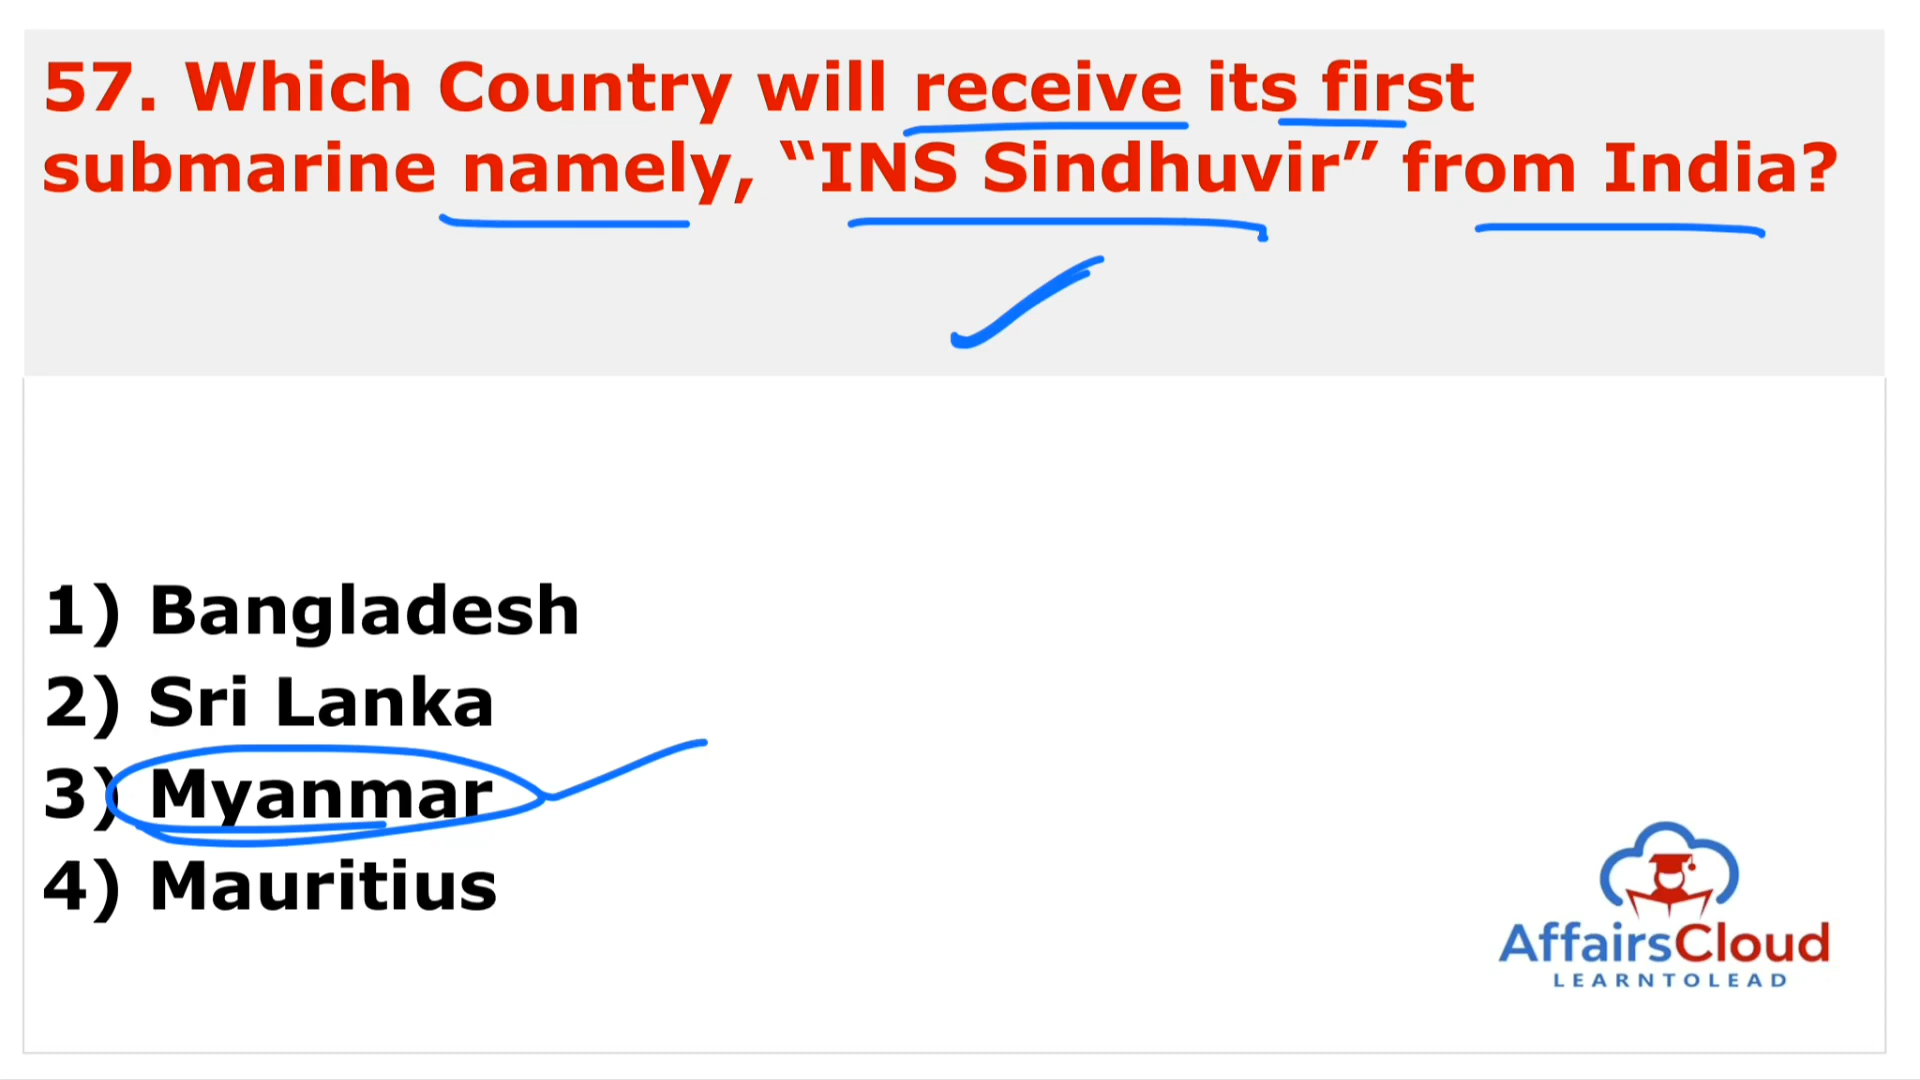 57. Which Country will receive its first
submarine namely, “INS Sindhuvir” from India?
1) Bangladesh
2) Sri Lanka
3) Myanmar
4) Mauritius
AffairsCloud
LEARNTOLEAD